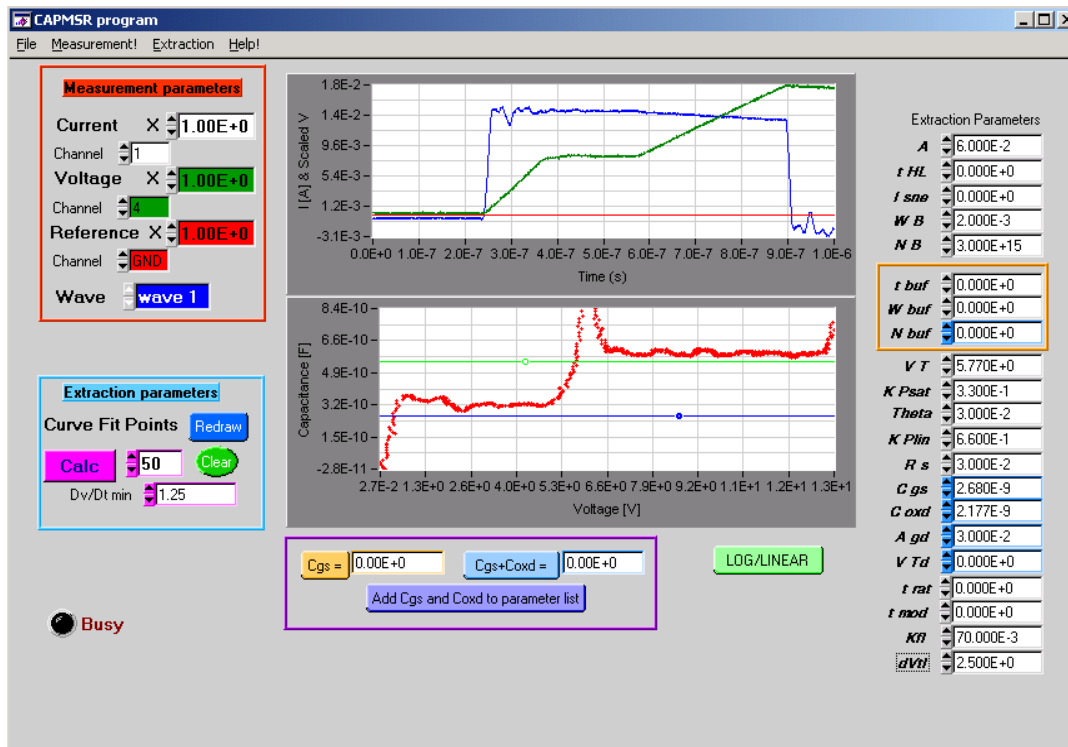 CAPMSR program
File Measurement! Extraction Help!
Measurement parameters
Current X 1.00E+0
Channel 1
Voltage X 1.00E+0
Channel 4
Reference X 1.00E+0
Channel GND
Wave wave 1
Extraction parameters
Curve Fit Points Redraw
Calc 50 Clear
Dv/Dt min 1.25
Busy
I [A] & Scaled V
1.8E-2
1.4E-2
9.6E-3
5.4E-3
1.2E-3
-3.1E-3
0.0E+0 1.0E-7 2.0E-7 3.0E-7 4.0E-7 5.0E-7 6.0E-7 7.0E-7 8.0E-7 9.0E-7 1.0E-6
Time (s)
Capacitance [F]
8.4E-10
6.6E-10
4.9E-10
3.2E-10
1.5E-10
-2.8E-11
2.7E-2 1.3E+0 2.6E+0 4.0E+0 5.3E+0 6.6E+0 7.9E+0 9.2E+0 1.1E+1 1.2E+1 1.3E+1
Voltage [V]
Cgs = 0.00E+0 Cgs+Coxd = 0.00E+0
Add Cgs and Coxd to parameter list
LOG/LINEAR
Extraction Parameters
A 6.000E-2
t HL 0.000E+0
I sne 0.000E+0
W B 2.000E-3
N B 3.000E+15
t buf 0.000E+0
W buf 0.000E+0
N buf 0.000E+0
V T 5.770E+0
K Psat 3.300E-1
Theta 3.000E-2
K Plin 6.600E-1
R s 3.000E-2
C gs 2.680E-9
C oxd 2.177E-9
A gd 3.000E-2
V Td 0.000E+0
t rat 0.000E+0
t mod 0.000E+0
Kfl 70.000E-3
dVtl 2.500E+0